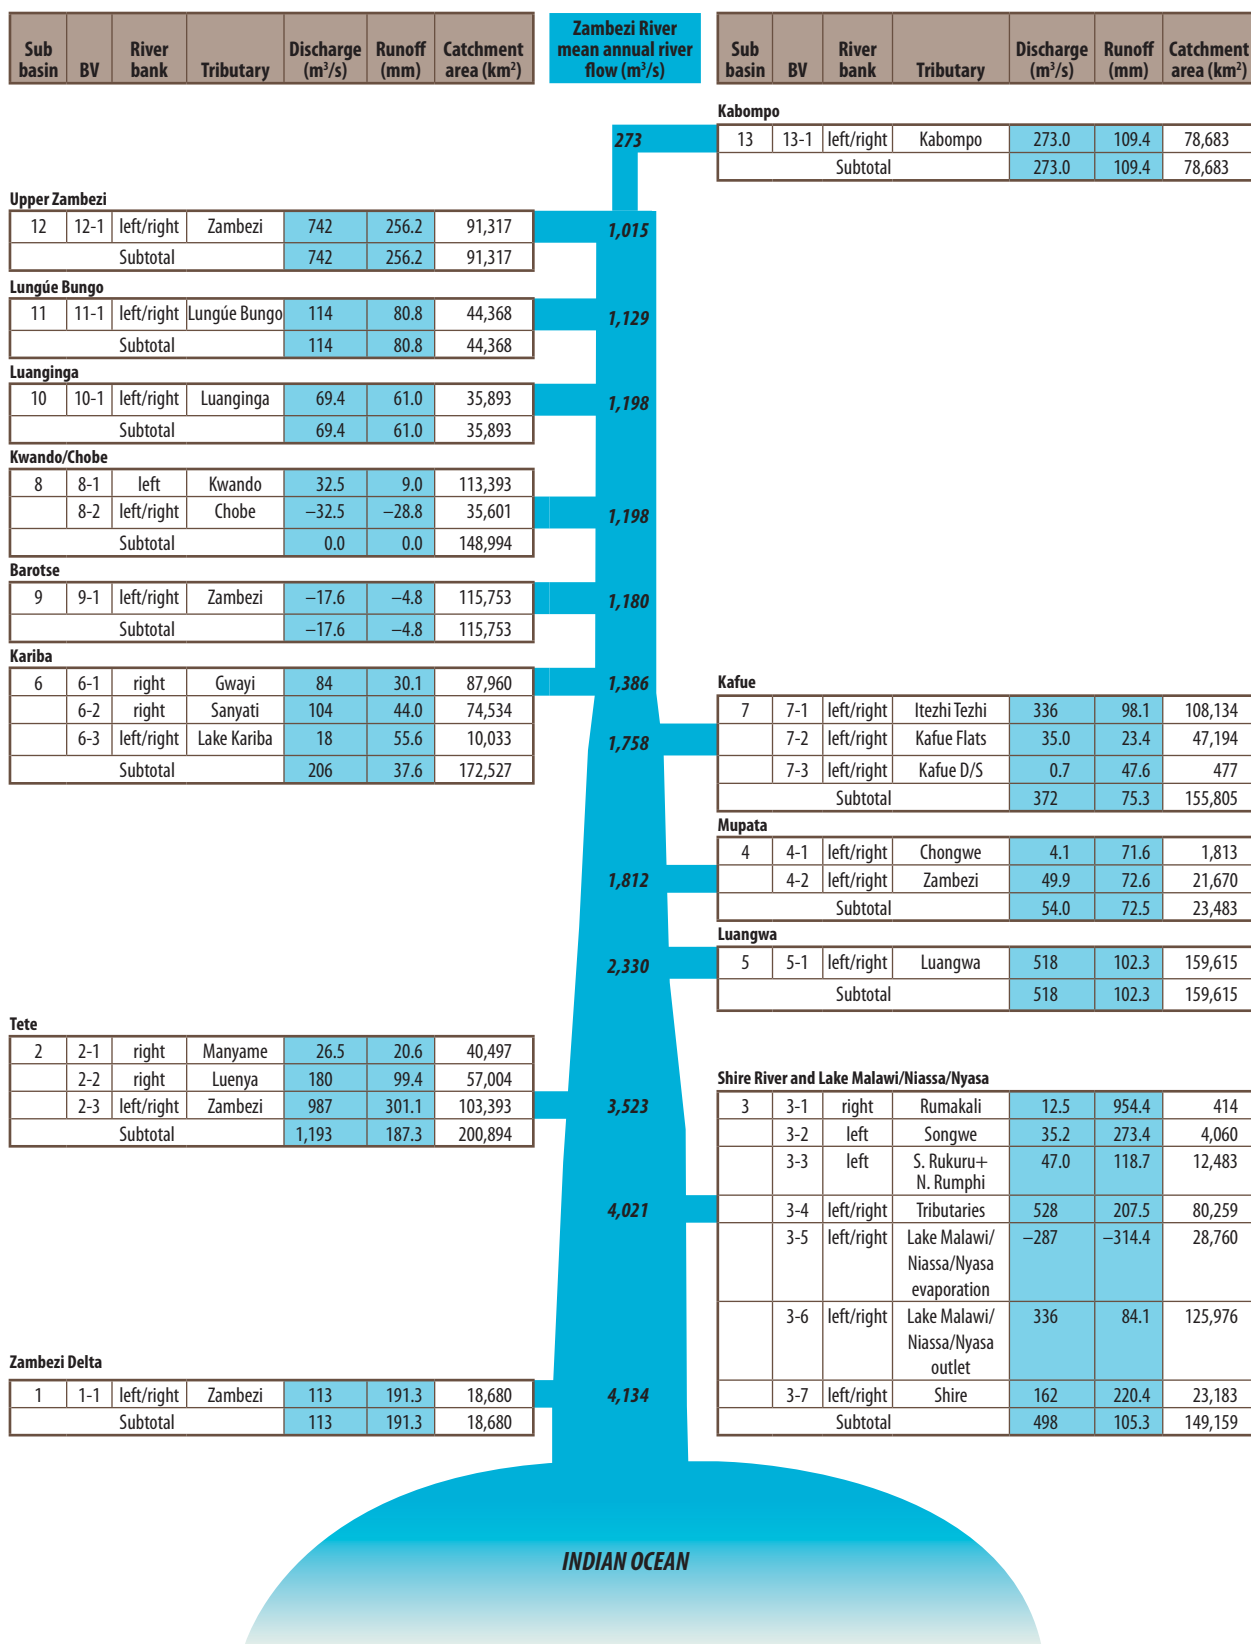 Sub basin BV River bank Tributary Discharge (m³/s) Runoff (mm) Catchment area (km²)
Zambezi River mean annual river flow (m³/s)
Sub basin BV River bank Tributary Discharge (m³/s) Runoff (mm) Catchment area (km²)
Kabompo
273
13 13-1 left/right Kabompo 273.0 109.4 78,683
Subtotal 273.0 109.4 78,683
Upper Zambezi
12 12-1 left/right Zambezi 742 256.2 91,317
1,015
Subtotal 742 256.2 91,317
Lungúe Bungo
11 11-1 left/right Lungúe Bungo 114 80.8 44,368
1,129
Subtotal 114 80.8 44,368
Luanginga
10 10-1 left/right Luanginga 69.4 61.0 35,893
1,198
Subtotal 69.4 61.0 35,893
Kwando/Chobe
8 8-1 left Kwando 32.5 9.0 113,393
8-2 left/right Chobe –32.5 –28.8 35,601
1,198
Subtotal 0.0 0.0 148,994
Barotse
9 9-1 left/right Zambezi –17.6 –4.8 115,753
1,180
Subtotal –17.6 –4.8 115,753
Kariba
6 6-1 right Gwayi 84 30.1 87,960
1,386
6-2 right Sanyati 104 44.0 74,534
6-3 left/right Lake Kariba 18 55.6 10,033
Subtotal 206 37.6 172,527
Kafue
7 7-1 left/right Itezhi Tezhi 336 98.1 108,134
1,758
7-2 left/right Kafue Flats 35.0 23.4 47,194
7-3 left/right Kafue D/S 0.7 47.6 477
Subtotal 372 75.3 155,805
Mupata
4 4-1 left/right Chongwe 4.1 71.6 1,813
1,812
4-2 left/right Zambezi 49.9 72.6 21,670
Subtotal 54.0 72.5 23,483
Luangwa
2,330
5 5-1 left/right Luangwa 518 102.3 159,615
Subtotal 518 102.3 159,615
Tete
2 2-1 right Manyame 26.5 20.6 40,497
2-2 right Luenya 180 99.4 57,004
2-3 left/right Zambezi 987 301.1 103,393
3,523
Subtotal 1,193 187.3 200,894
Shire River and Lake Malawi/Niassa/Nyasa
3 3-1 right Rumakali 12.5 954.4 414
3-2 left Songwe 35.2 273.4 4,060
3-3 left S. Rukuru+ 47.0 118.7 12,483
N. Rumphi
4,021
3-4 left/right Tributaries 528 207.5 80,259
3-5 left/right Lake Malawi/ –287 –314.4 28,760
Niassa/Nyasa
evaporation
3-6 left/right Lake Malawi/ 336 84.1 125,976
Niassa/Nyasa
outlet
3-7 left/right Shire 162 220.4 23,183
Subtotal 498 105.3 149,159
Zambezi Delta
1 1-1 left/right Zambezi 113 191.3 18,680
4,134
Subtotal 113 191.3 18,680
INDIAN OCEAN